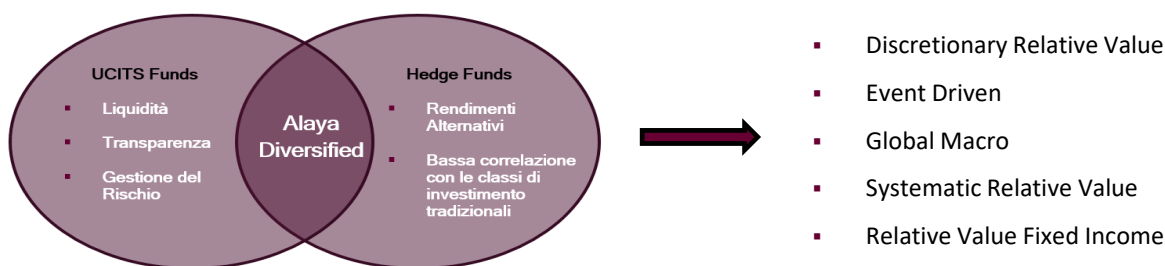 UCITS Funds
▪ Liquidità
▪ Transparenza
▪ Gestione del
Rischio
Alaya
Diversified
Hedge Funds
▪ Rendimenti
Alternativi
▪ Bassa correlazione
con le classi di
investimento
tradizionali
▪ Discretionary Relative Value
▪ Event Driven
▪ Global Macro
▪ Systematic Relative Value
▪ Relative Value Fixed Income